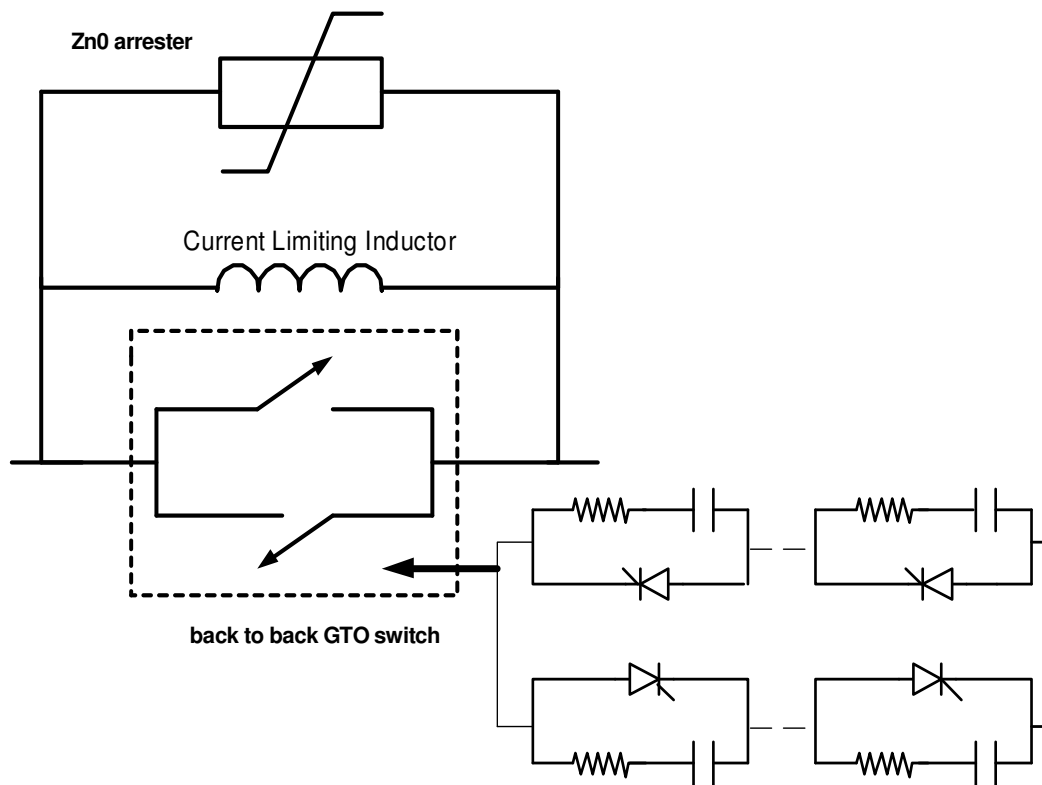 Zn0 arrester
Current Limiting Inductor
back to back GTO switch